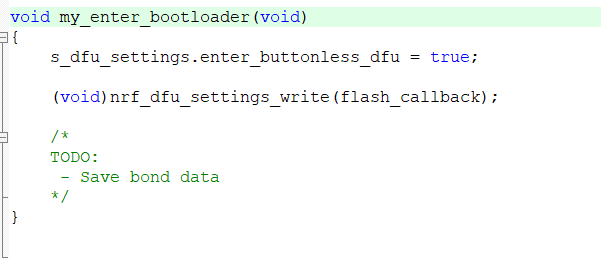 void my_enter_bootloader(void)
{
    s_dfu_settings.enter_buttonless_dfu = true;

    (void)nrf_dfu_settings_write(flash_callback);

    /*
    TODO:
     - Save bond data
    */
}